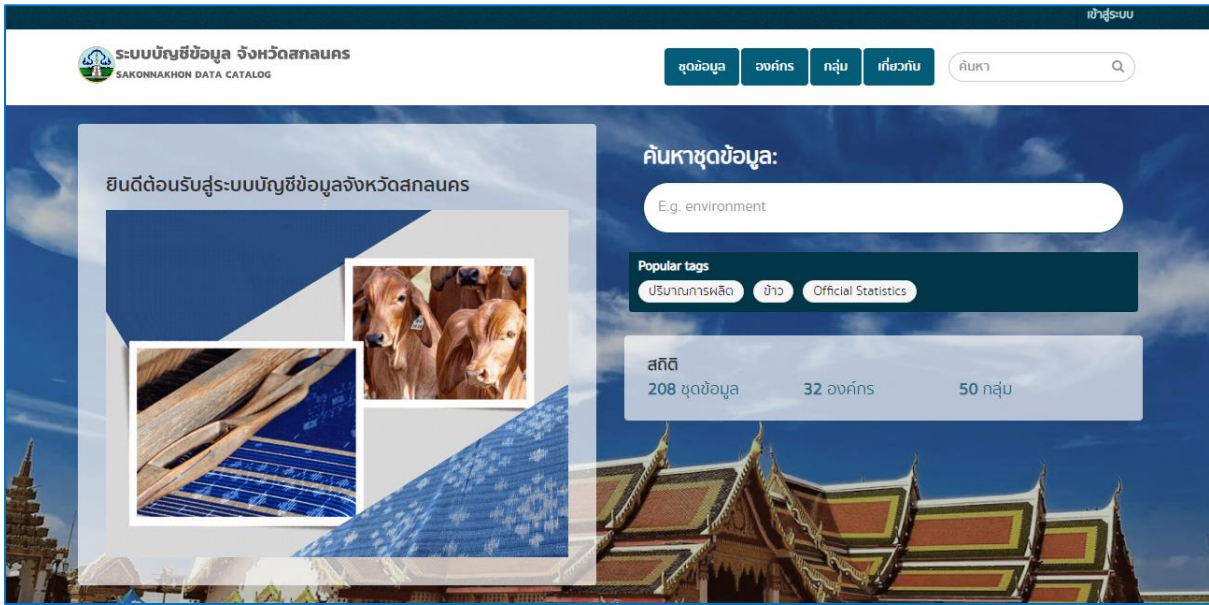 เข้าสู่ระบบ
ระบบบัญชีข้อมูล จังหวัดสกลนคร
SAKONNAKHON DATA CATALOG
ชุดข้อมูล องค์กร กลุ่ม เกี่ยวกับ ค้นหา
ยินดีต้อนรับสู่ระบบบัญชีข้อมูลจังหวัดสกลนคร
ค้นหาชุดข้อมูล:
E.g. environment
Popular tags
ปริมาณการผลิต ข้าว Official Statistics
สถิติ
208 ชุดข้อมูล 32 องค์กร 50 กลุ่ม